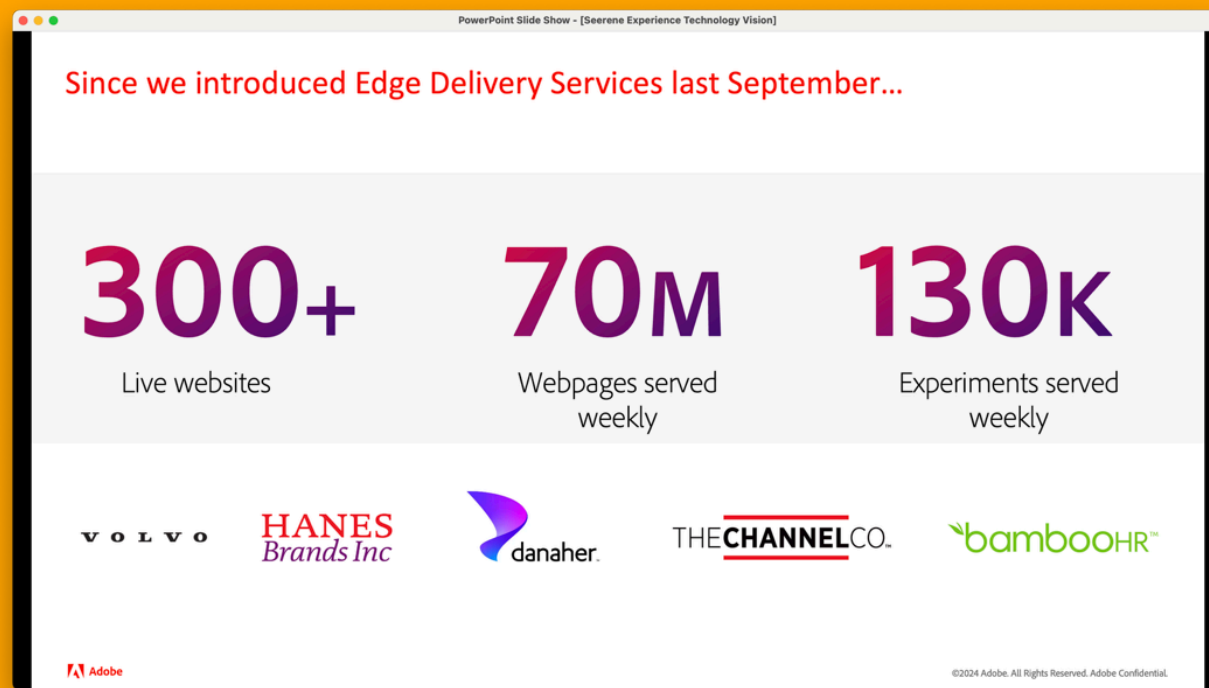 PowerPoint Slide Show - [Seerene Experience Technology Vision]
Since we introduced Edge Delivery Services last September...
300+
Live websites
70M
Webpages served
weekly
130K
Experiments served
weekly
VOLVO
HANES
Brands Inc
danaher.
THECHANNELCO.™
bambooHR™
Adobe
©2024 Adobe. All Rights Reserved. Adobe Confidential.